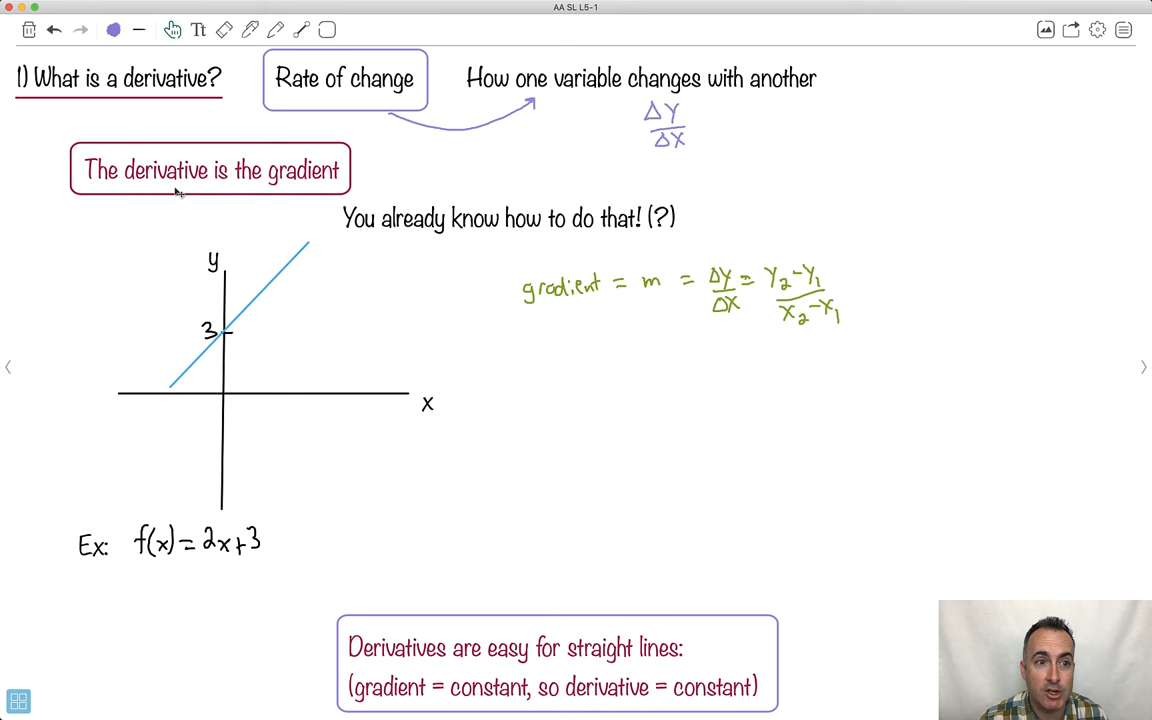 AA SL L5-1
Tt
1) What is a derivative?
Rate of change
How one variable changes with another
ΔY
ΔX
The derivative is the gradient
You already know how to do that! (?)
y
gradient = m = ΔY/ΔX = Y₂-Y₁/X₂-X₁
3
x
Ex: f(x)=2x+3
Derivatives are easy for straight lines:
(gradient = constant, so derivative = constant)